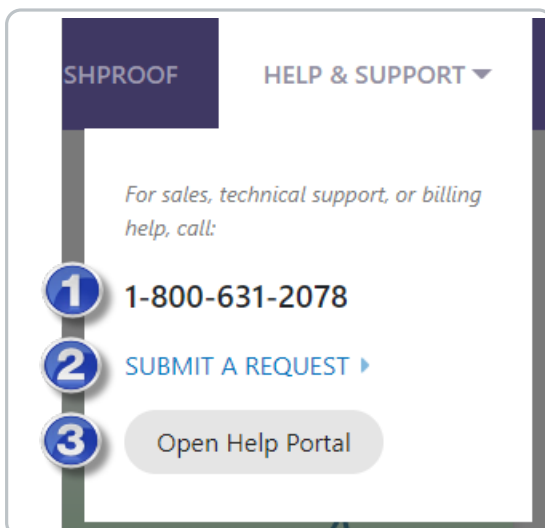 SHPROOF HELP & SUPPORT
For sales, technical support, or billing
help, call:
1 1-800-631-2078
2 SUBMIT A REQUEST
3 Open Help Portal